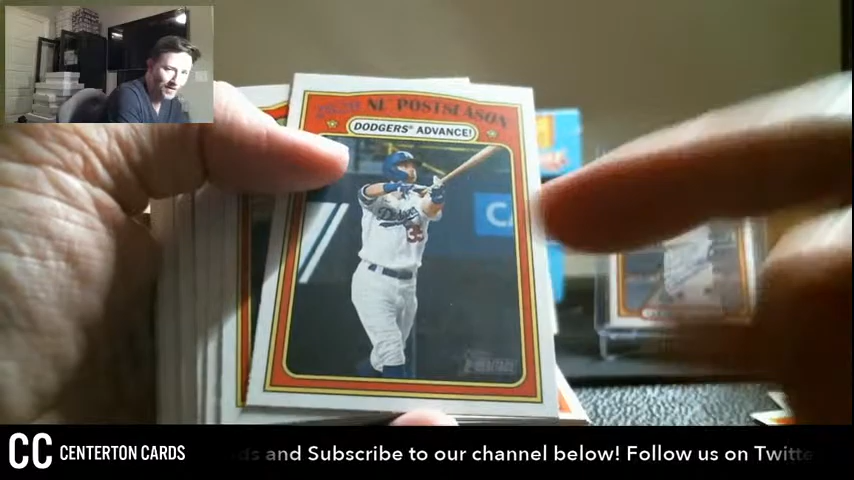 2020 NL POSTSEASON
DODGERS® ADVANCE!
Dodgers
35
CC CENTERTON CARDS
ds and Subscribe to our channel below! Follow us on Twitte